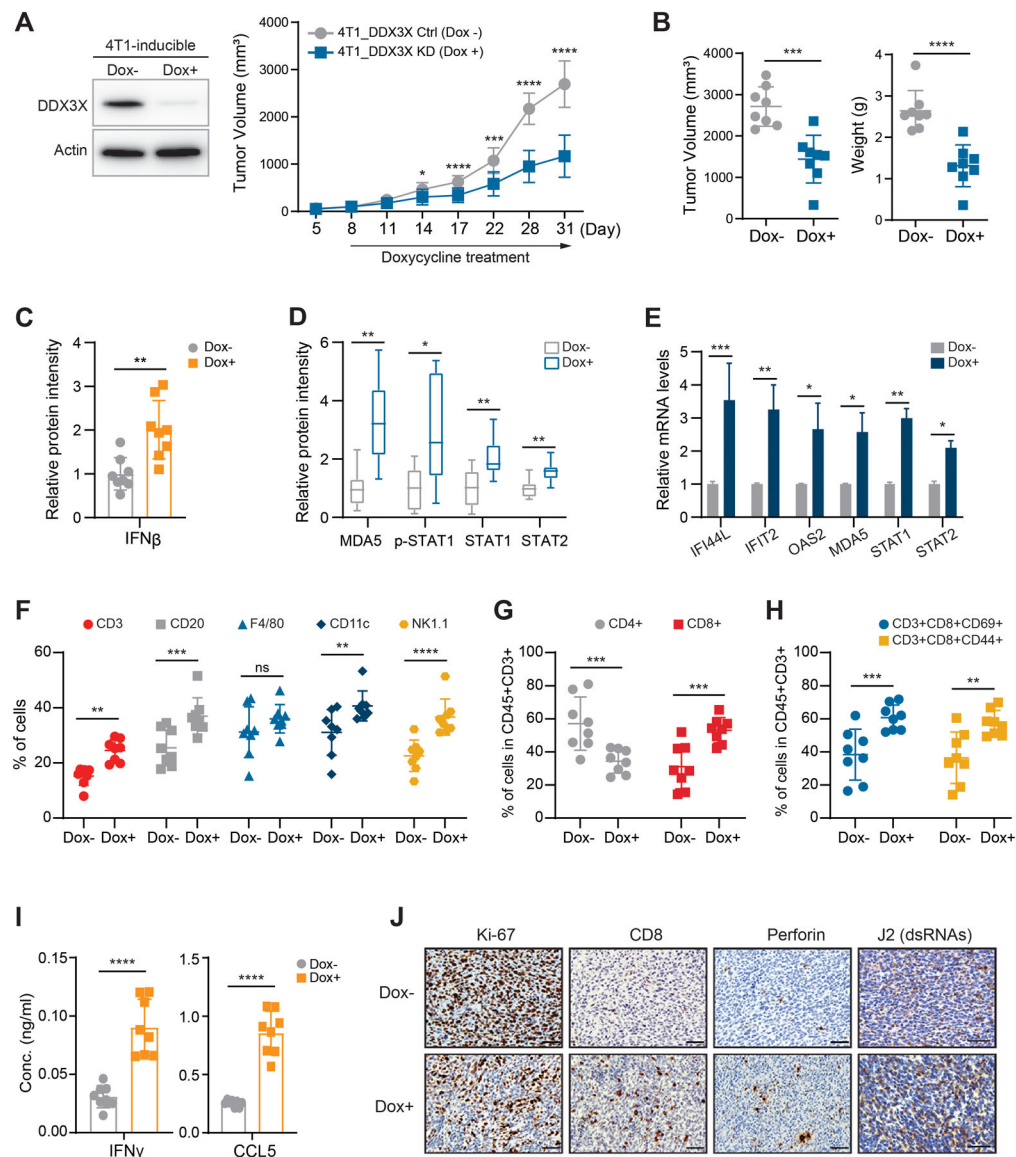 A
4T1-inducible
Dox- Dox+
DDX3X
Actin
Tumor Volume (mm³)
4000
3000
2000
1000
0
4T1_DDX3X Ctrl (Dox -)
4T1_DDX3X KD (Dox +)
* **** *** **** ****
5 8 11 14 17 22 28 31 (Day)
Doxycycline treatment
B
Tumor Volume (mm³)
4000
3000
2000
1000
0
***
Dox- Dox+
Weight (g)
5
4
3
2
1
0
****
Dox- Dox+
C
Relative protein intensity
4
3
2
1
0
Dox-
Dox+
**
IFNβ
D
Relative protein intensity
6
4
2
0
Dox-
Dox+
** * ** **
MDA5 p-STAT1 STAT1 STAT2
E
Relative mRNA levels
5
4
3
2
1
0
Dox-
Dox+
*** ** * * ** *
IFI44L IFIT2 OAS2 MDA5 STAT1 STAT2
F
CD3 CD20 F4/80 CD11c NK1.1
% of cells
60
40
20
0
** *** ns ** ****
Dox- Dox+ Dox- Dox+ Dox- Dox+ Dox- Dox+ Dox- Dox+
G
CD4+ CD8+
% of cells in CD45+CD3+
100
80
60
40
20
0
*** ***
Dox- Dox+ Dox- Dox+
H
CD3+CD8+CD69+
CD3+CD8+CD44+
% of cells in CD45+CD3+
100
80
60
40
20
0
*** **
Dox- Dox+ Dox- Dox+
I
Conc. (ng/ml)
0.15
0.10
0.05
0.00
****
IFNγ
1.5
1.0
0.5
0.0
****
CCL5
Dox-
Dox+
J
Ki-67 CD8 Perforin J2 (dsRNAs)
Dox-
Dox+